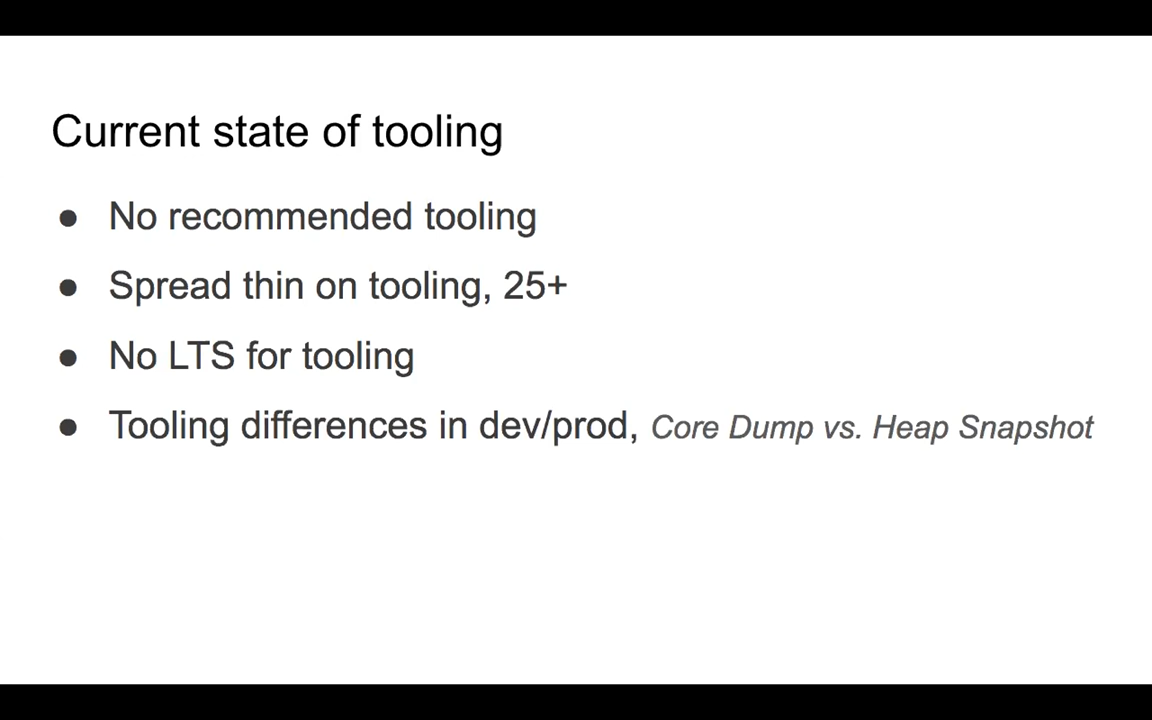 Current state of tooling
● No recommended tooling
● Spread thin on tooling, 25+
● No LTS for tooling
● Tooling differences in dev/prod, Core Dump vs. Heap Snapshot